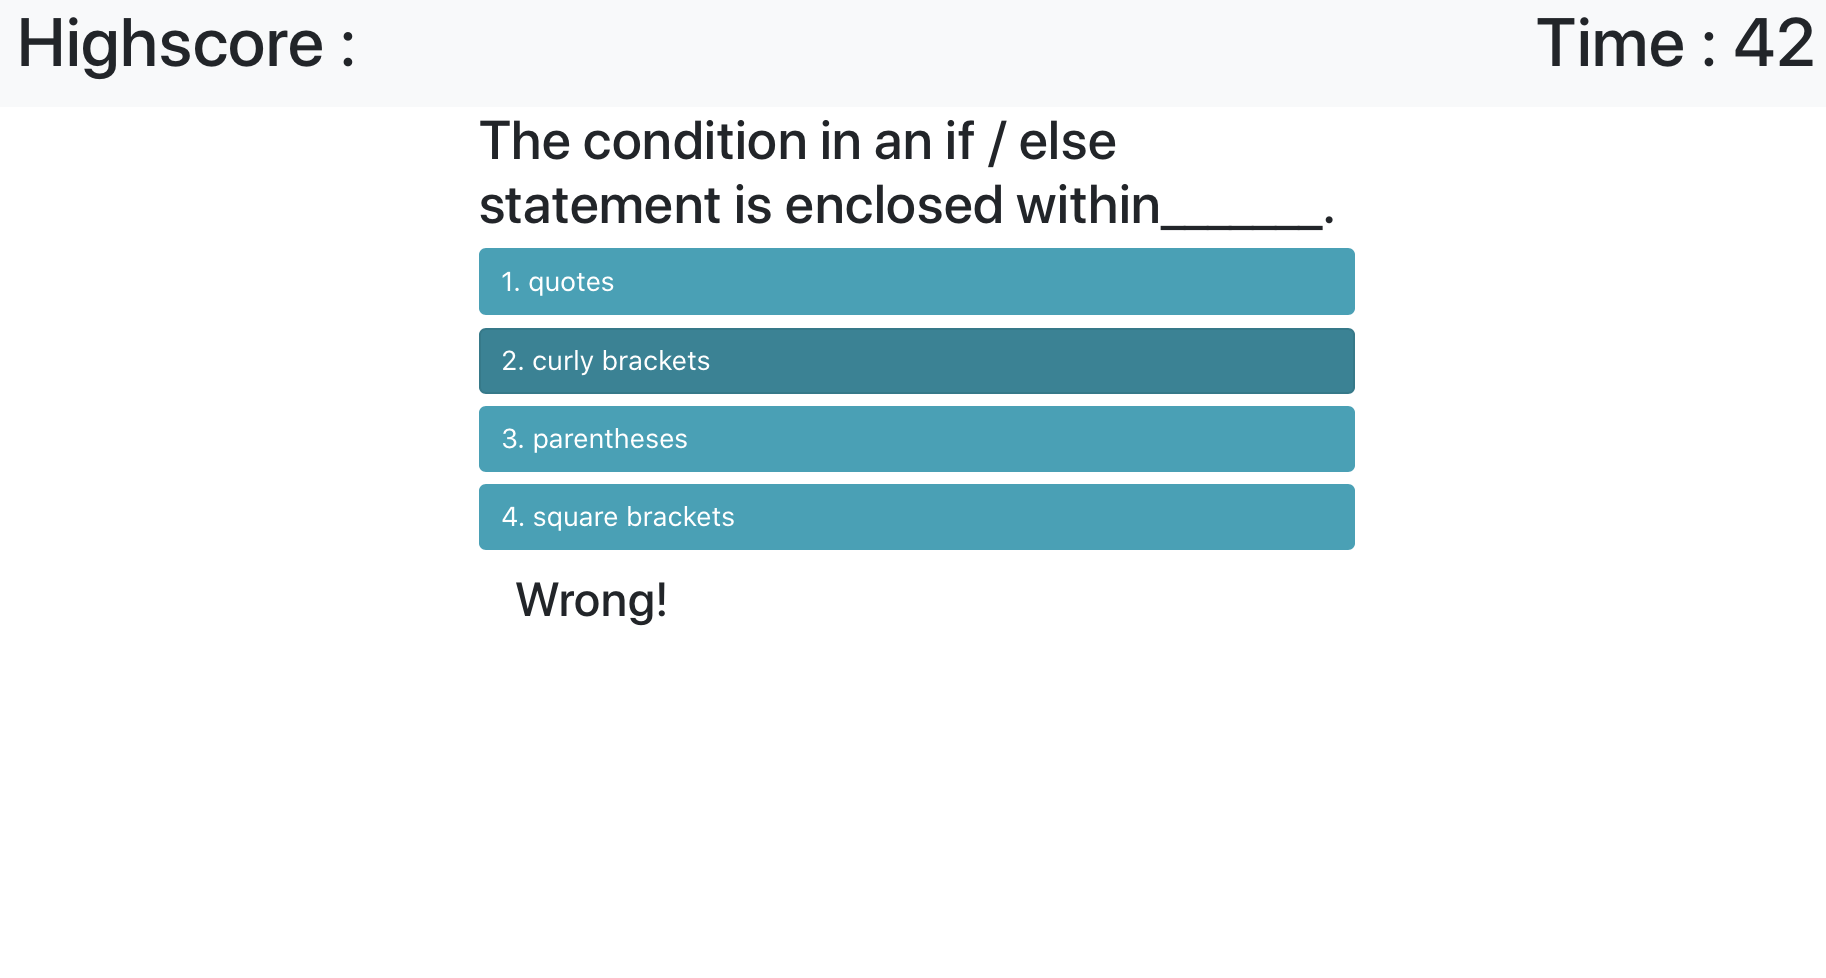 Highscore :
Time : 42
The condition in an if / else
statement is enclosed within_______.
1. quotes
2. curly brackets
3. parentheses
4. square brackets
Wrong!